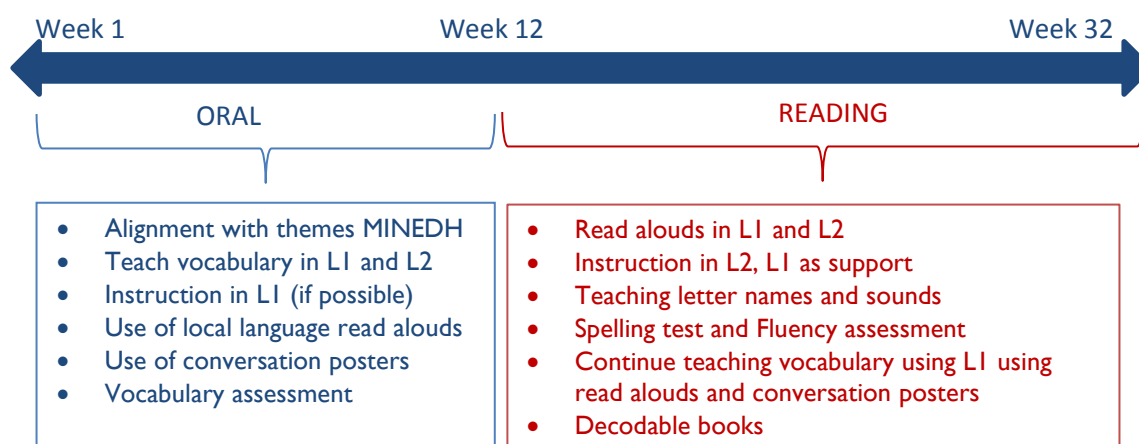 Week 1 Week 12 Week 32
ORAL READING
• Alignment with themes MINEDH
• Teach vocabulary in L1 and L2
• Instruction in L1 (if possible)
• Use of local language read alouds
• Use of conversation posters
• Vocabulary assessment
• Read alouds in L1 and L2
• Instruction in L2, L1 as support
• Teaching letter names and sounds
• Spelling test and Fluency assessment
• Continue teaching vocabulary using L1 using
read alouds and conversation posters
• Decodable books